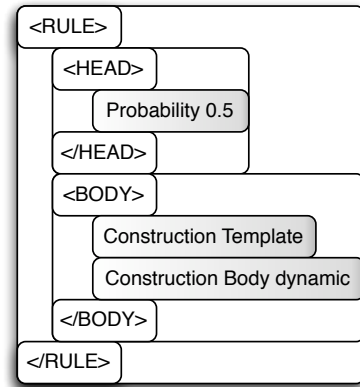 <RULE>
<HEAD>
Probability 0.5
</HEAD>
<BODY>
Construction Template
Construction Body dynamic
</BODY>
</RULE>